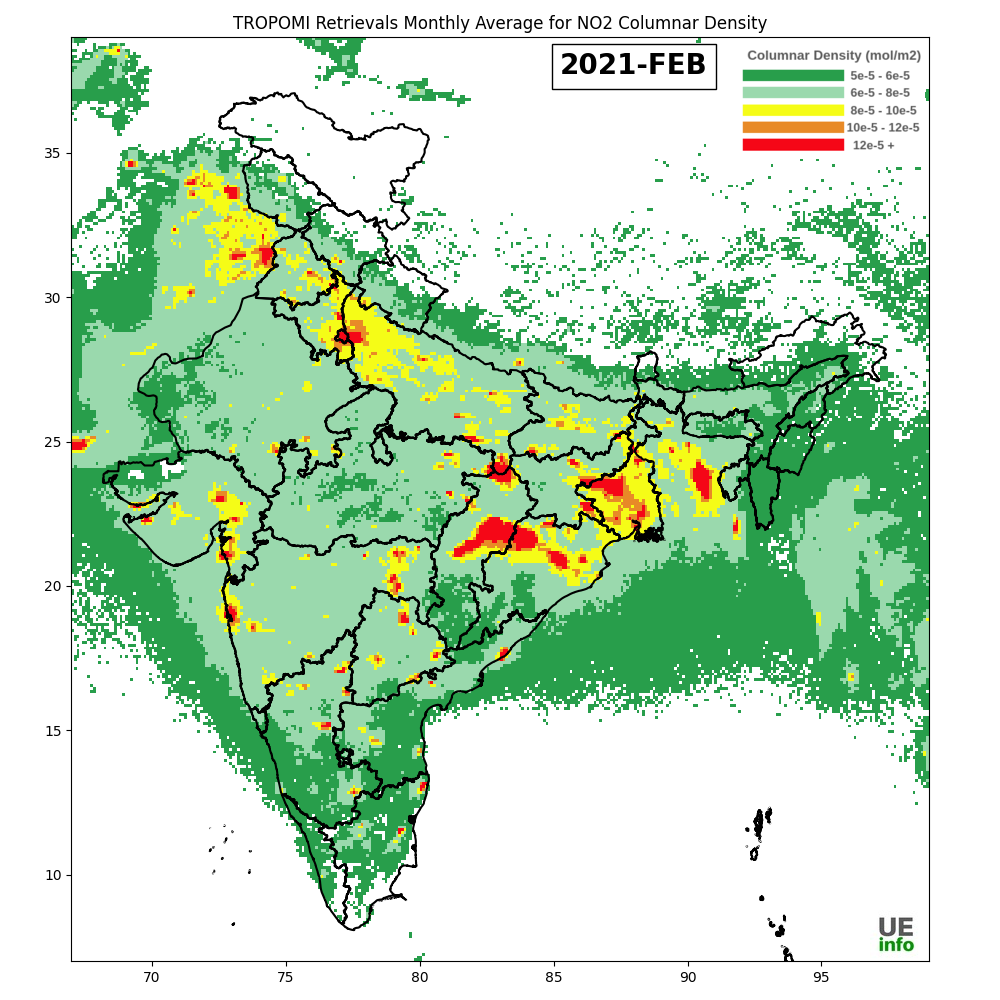 TROPOMI Retrievals Monthly Average for NO2 Columnar Density
2021-FEB
Columnar Density (mol/m2)
5e-5 - 6e-5
6e-5 - 8e-5
8e-5 - 10e-5
10e-5 - 12e-5
12e-5 +
35
30
25
20
15
10
70 75 80 85 90 95
UE
info